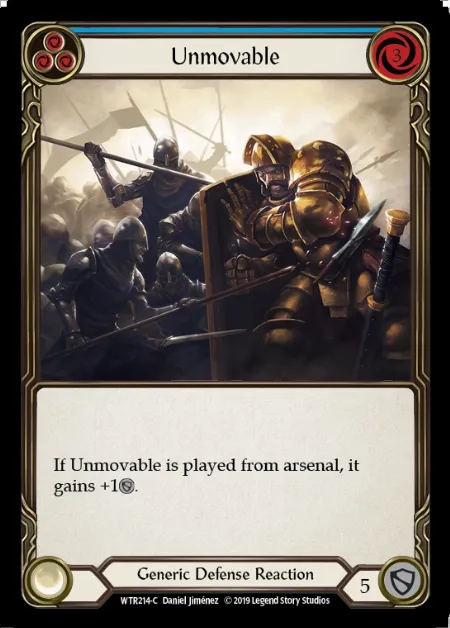 Unmovable
3
If Unmovable is played from arsenal, it
gains +1.
Generic Defense Reaction
5
WTR214-C Daniel Jiménez © 2019 Legend Story Studios